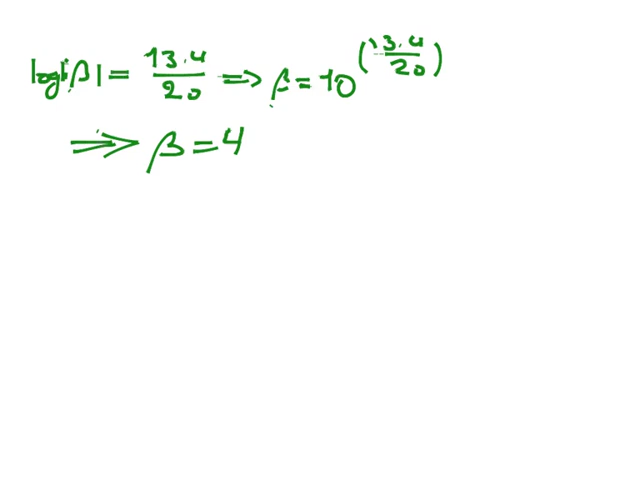 log|β| = 13.4/20 ⇒ β = 10^(13.4/20)
⇒ β = 4